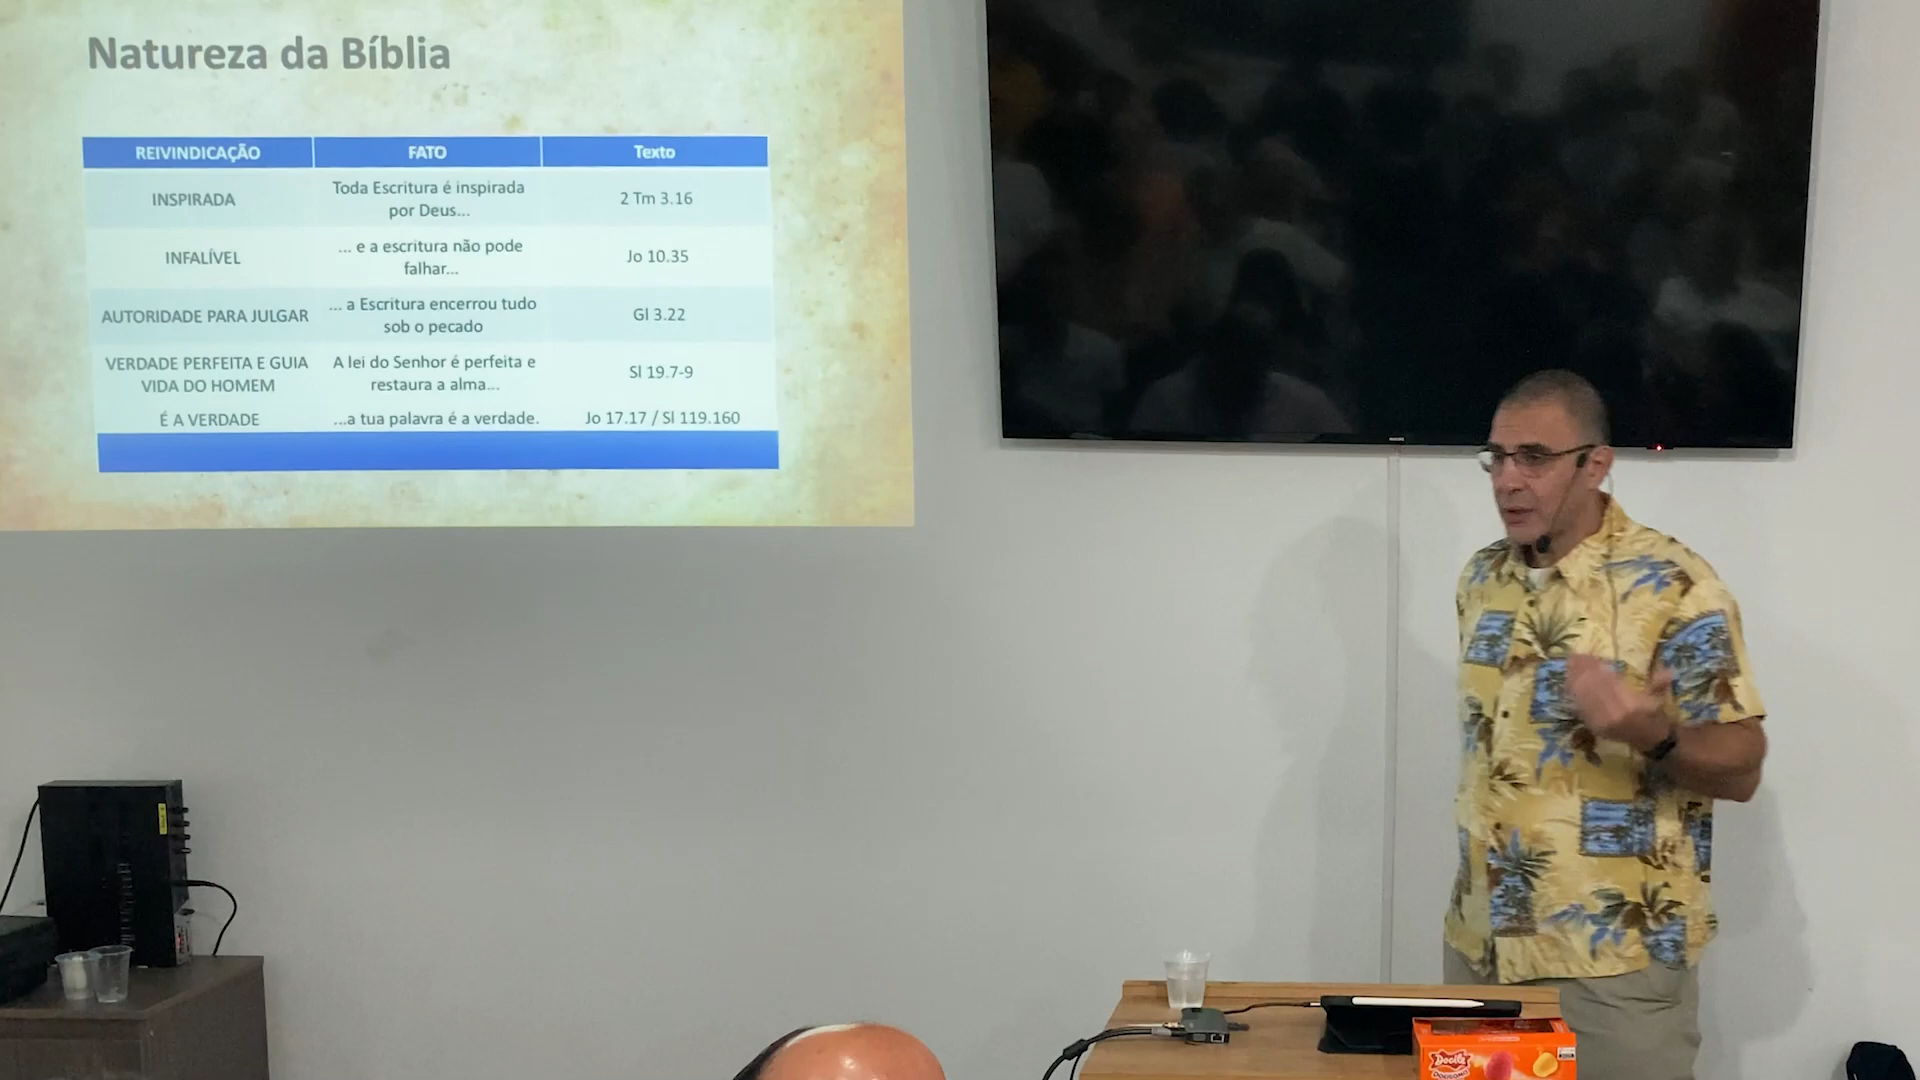 Natureza da Bíblia
REIVINDICAÇÃO FATO Texto
INSPIRADA Toda Escritura é inspirada por Deus... 2 Tm 3.16
INFALÍVEL ... e a escritura não pode falhar... Jo 10.35
AUTORIDADE PARA JULGAR ... a Escritura encerrou tudo sob o pecado Gl 3.22
VERDADE PERFEITA E GUIA VIDA DO HOMEM A lei do Senhor é perfeita e restaura a alma... Sl 19.7-9
É A VERDADE ...a tua palavra é a verdade. Jo 17.17 / Sl 119.160
PHILIPS
Docile